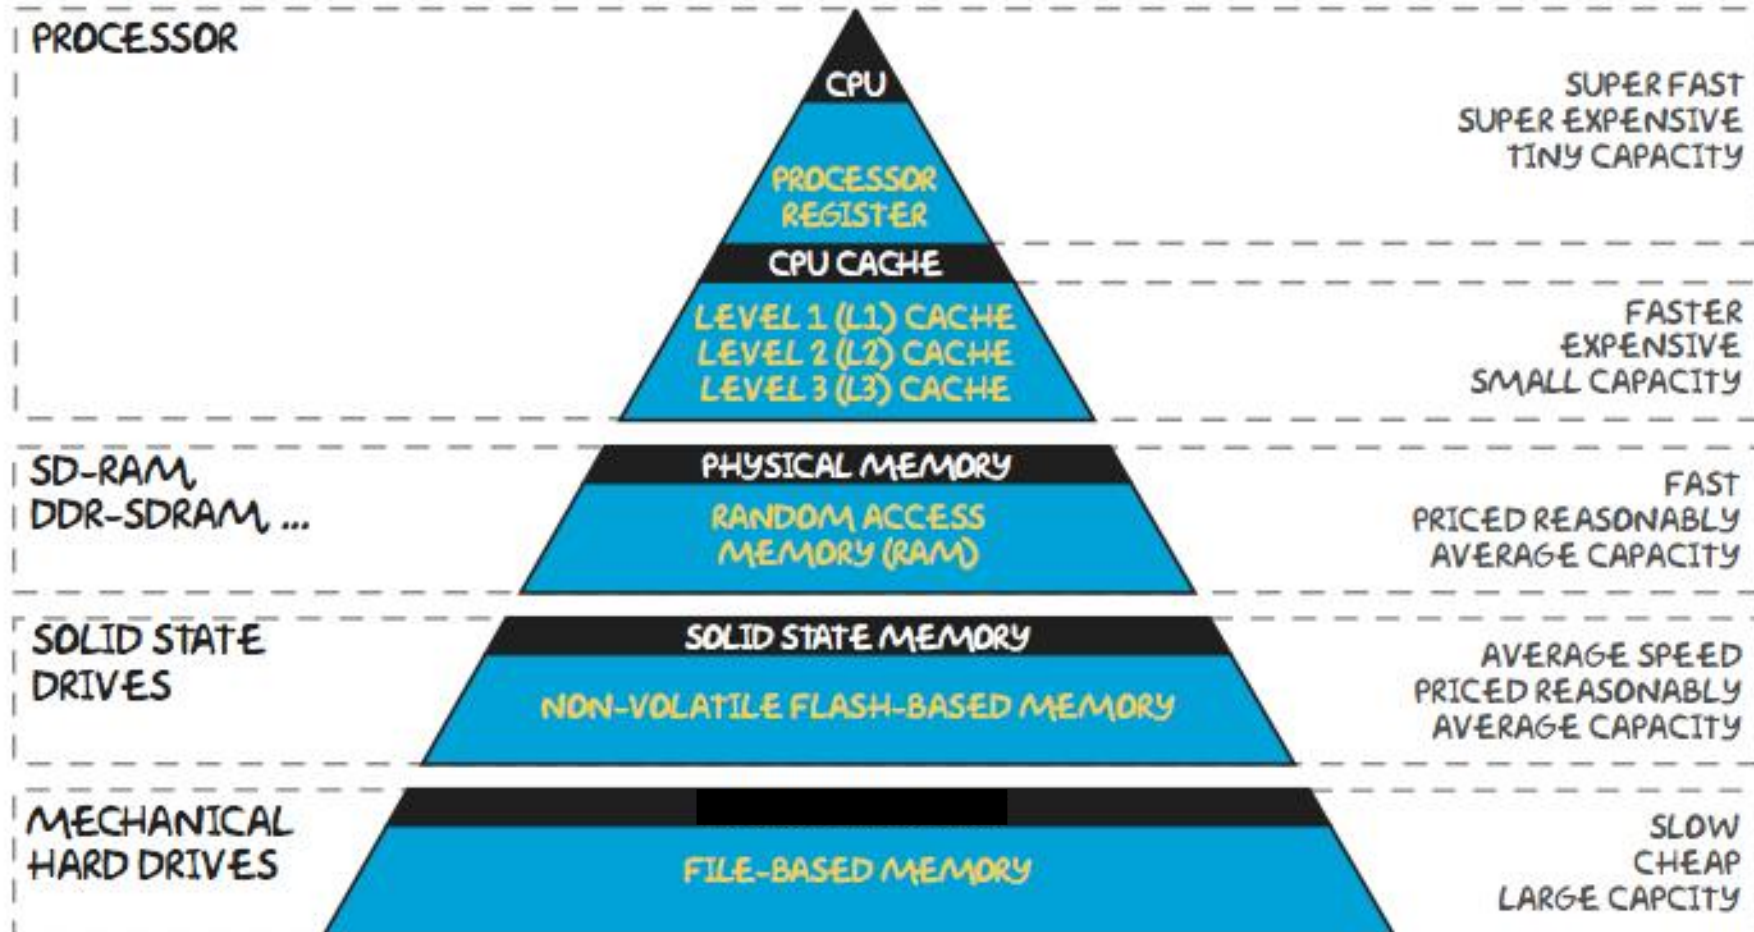 PROCESSOR
CPU
SUPER FAST
SUPER EXPENSIVE
TINY CAPACITY
PROCESSOR
REGISTER
CPU CACHE
LEVEL 1 (L1) CACHE
LEVEL 2 (L2) CACHE
LEVEL 3 (L3) CACHE
FASTER
EXPENSIVE
SMALL CAPACITY
SD-RAM,
DDR-SDRAM, ...
PHYSICAL MEMORY
RANDOM ACCESS
MEMORY (RAM)
FAST
PRICED REASONABLY
AVERAGE CAPACITY
SOLID STATE
DRIVES
SOLID STATE MEMORY
NON-VOLATILE FLASH-BASED MEMORY
AVERAGE SPEED
PRICED REASONABLY
AVERAGE CAPACITY
MECHANICAL
HARD DRIVES
FILE-BASED MEMORY
SLOW
CHEAP
LARGE CAPCITY